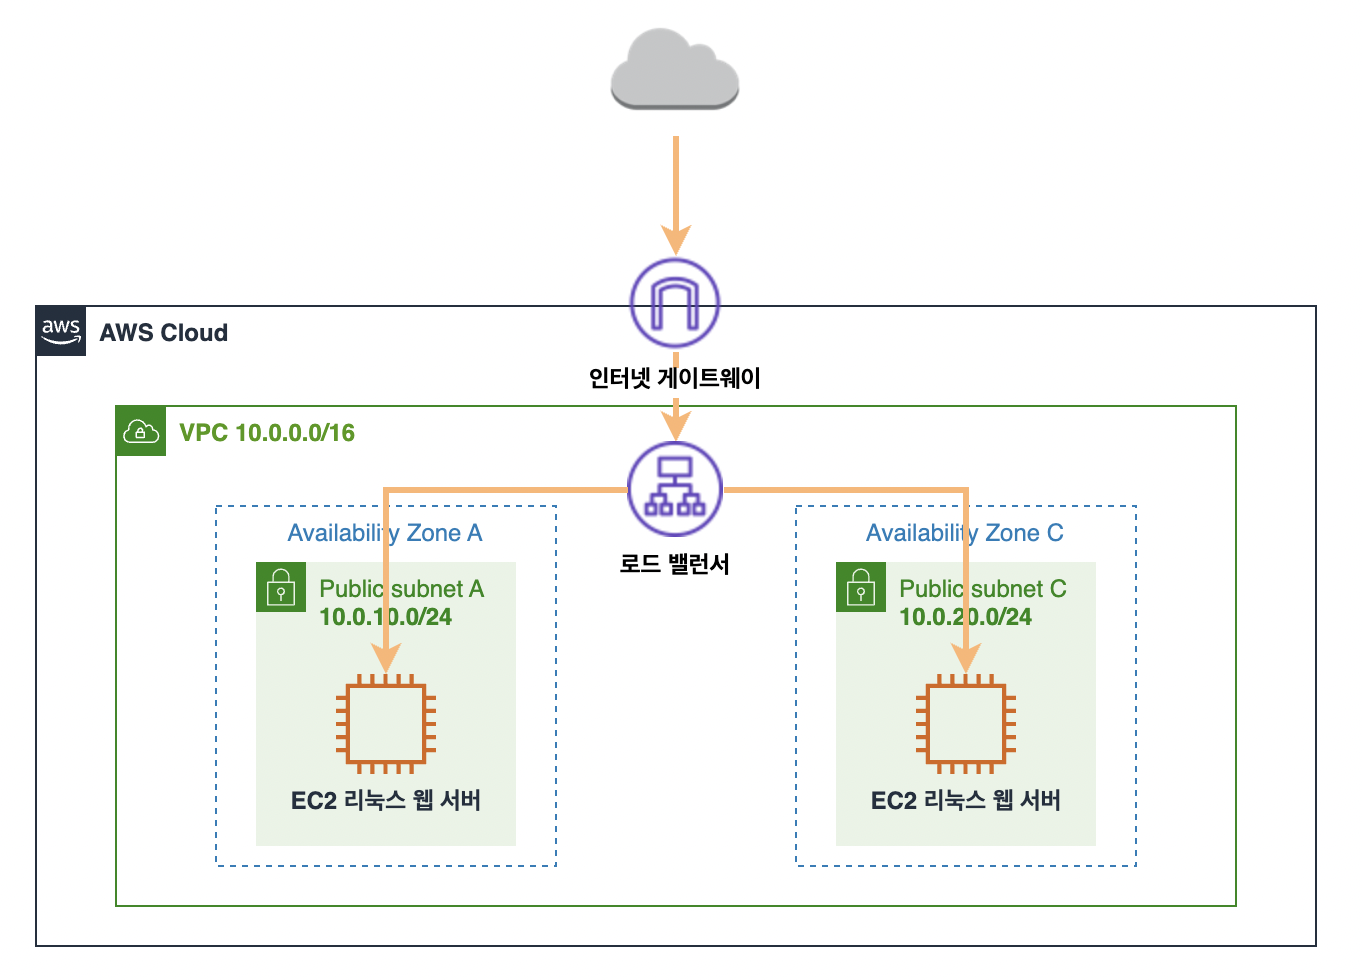 aws
AWS Cloud
인터넷 게이트웨이
VPC 10.0.0.0/16
로드 밸런서
Availability Zone A
Public subnet A
10.0.10.0/24
EC2 리눅스 웹 서버
Availability Zone C
Public subnet C
10.0.20.0/24
EC2 리눅스 웹 서버